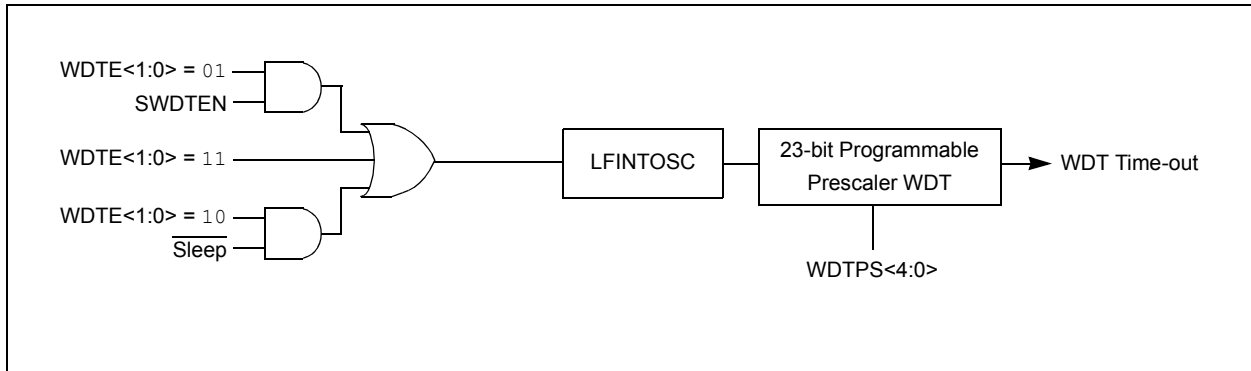 WDTE<1:0> = 01
SWDTEN
WDTE<1:0> = 11
WDTE<1:0> = 10
Sleep
LFINTOSC
23-bit Programmable
Prescaler WDT
WDT Time-out
WDTPS<4:0>